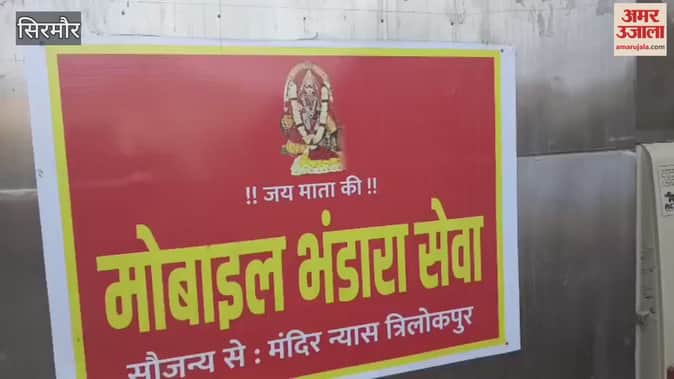 सिरमौर
अमर
उजाला
amarujala.com
!! जय माता की !!
मोबाइल भंडारा सेवा
सौजन्य से : मंदिर न्यास त्रिलोकपुर